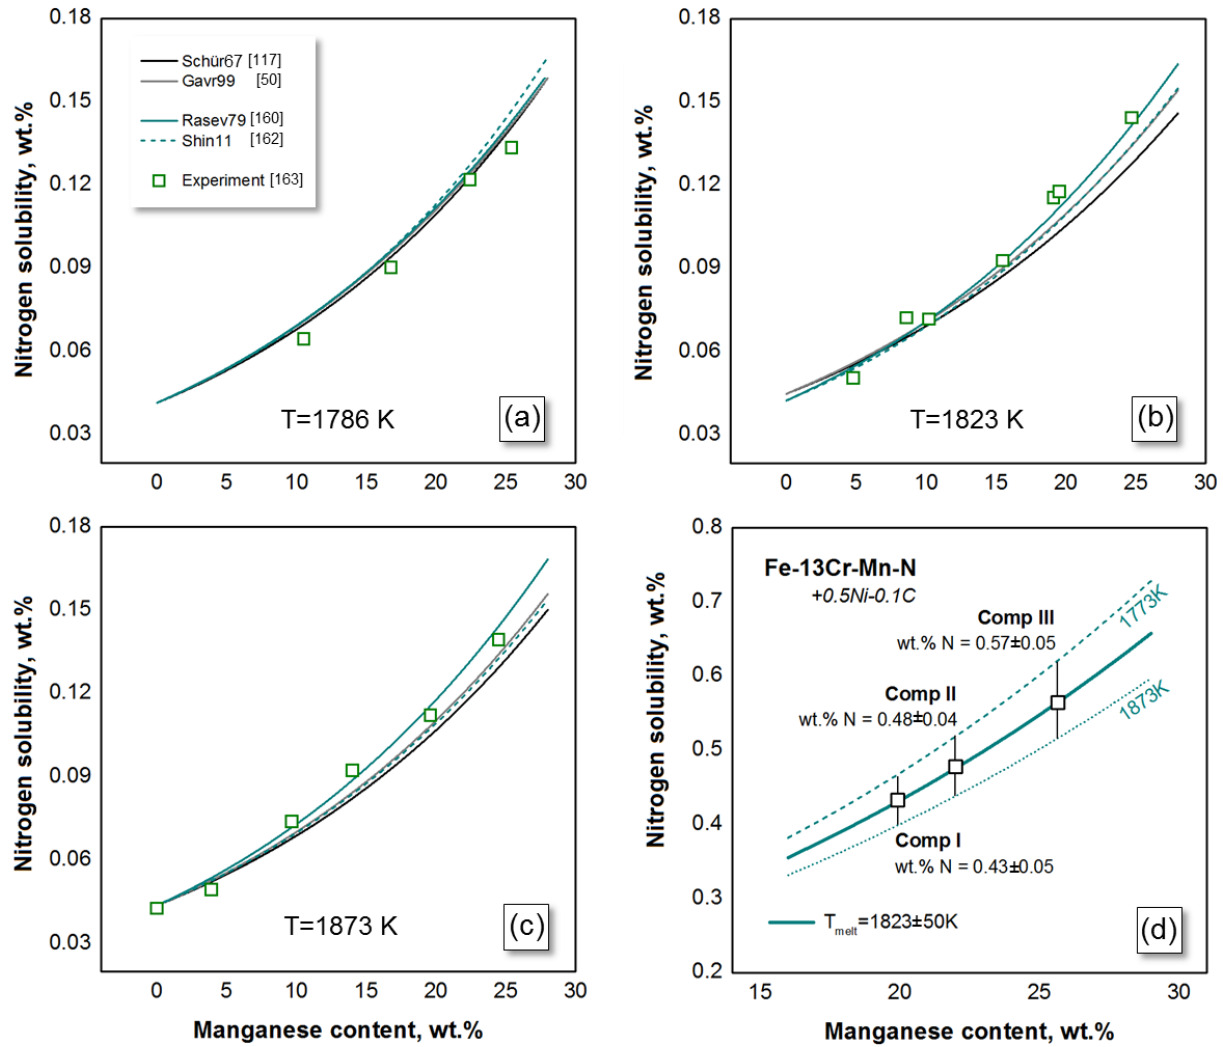 0.18
0.15
0.12
0.09
0.06
0.03
Nitrogen solubility, wt.%
Schür67 [117]
Gavr99 [50]
Rasev79 [160]
Shin11 [162]
Experiment [163]
T=1786 K
(a)
0 5 10 15 20 25 30
0.18
0.15
0.12
0.09
0.06
0.03
Nitrogen solubility, wt.%
T=1823 K
(b)
0 5 10 15 20 25 30
0.18
0.15
0.12
0.09
0.06
0.03
Nitrogen solubility, wt.%
T=1873 K
(c)
0 5 10 15 20 25 30
Manganese content, wt.%
0.8
0.7
0.6
0.5
0.4
0.3
0.2
Nitrogen solubility, wt.%
Fe-13Cr-Mn-N
+0.5Ni-0.1C
Comp III
wt.% N = 0.57±0.05
1773K
Comp II
wt.% N = 0.48±0.04
1873K
Comp I
wt.% N = 0.43±0.05
Tmelt=1823±50K
(d)
15 20 25 30
Manganese content, wt.%